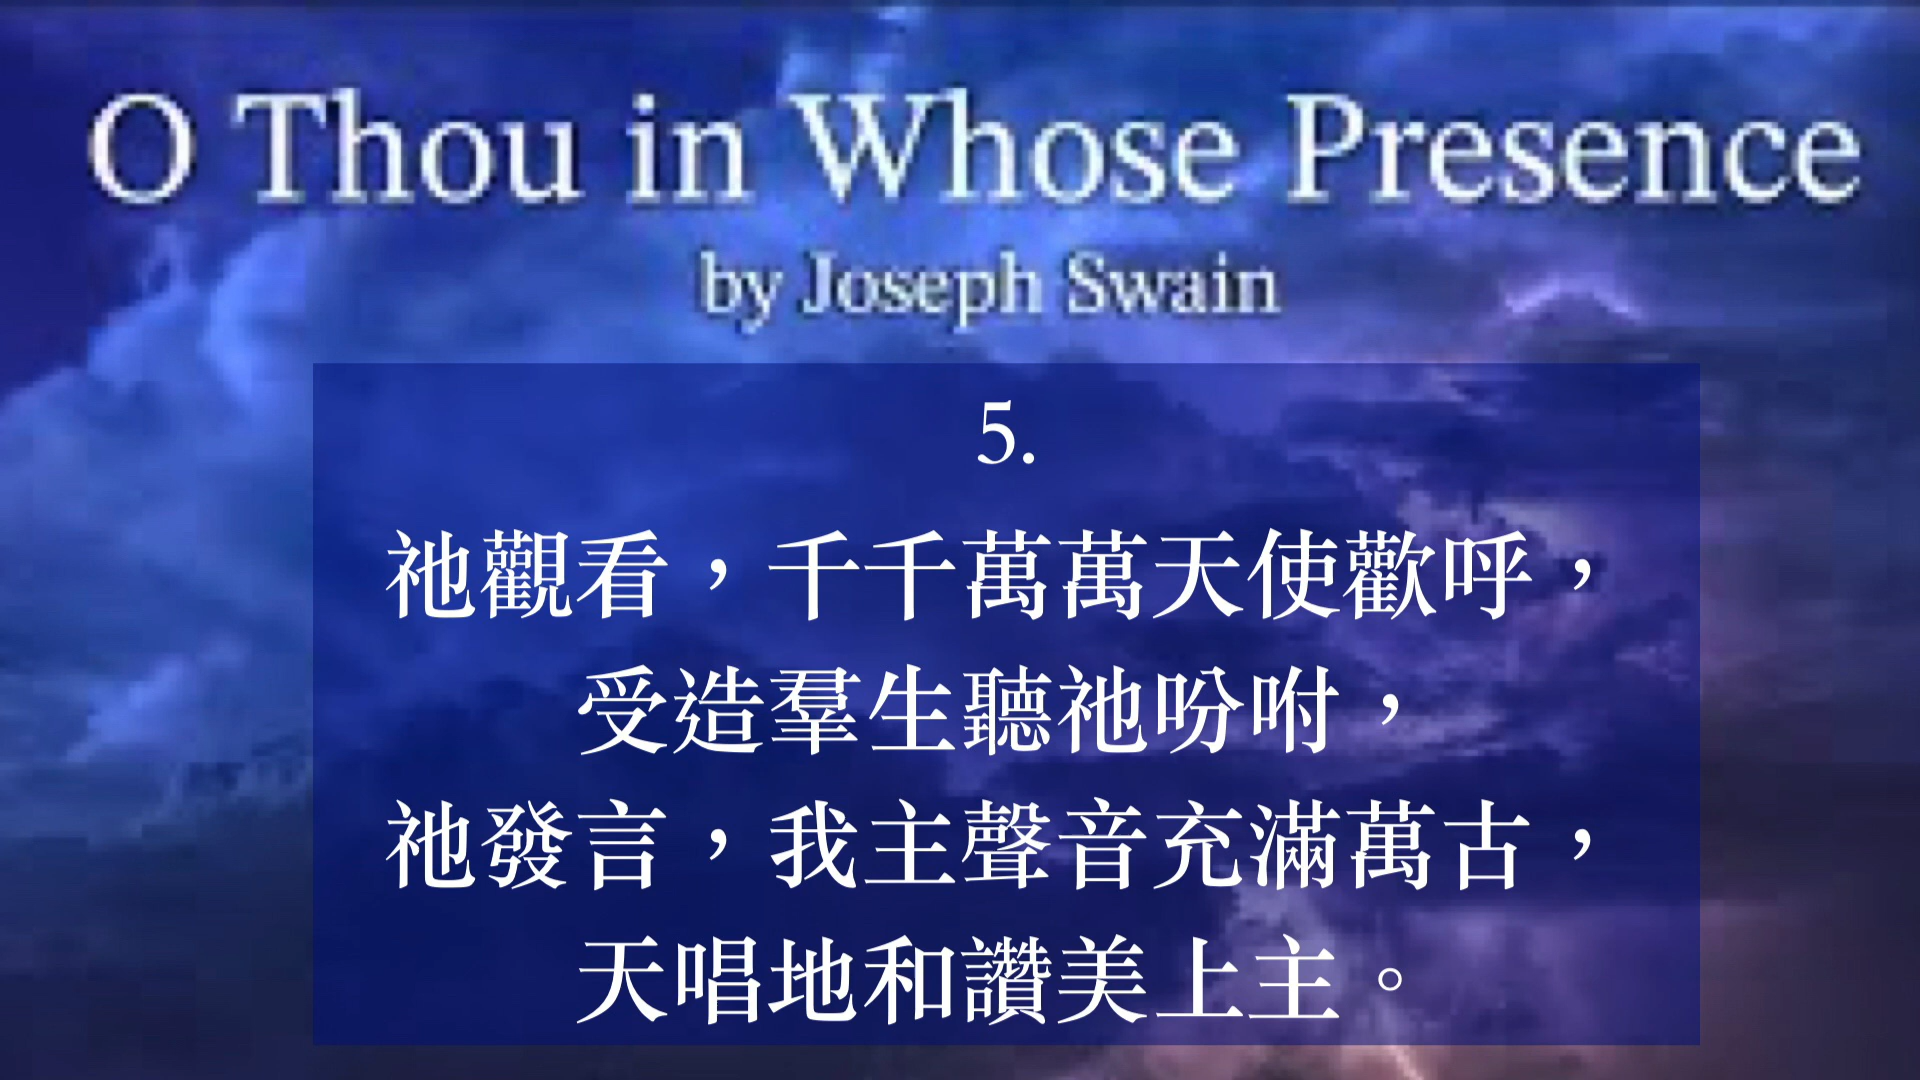 O Thou in Whose Presence
by Joseph Swain
5.
祂觀看，千千萬萬天使歡呼，
受造羣生聽祂吩咐，
祂發言，我主聲音充滿萬古，
天唱地和讚美上主。